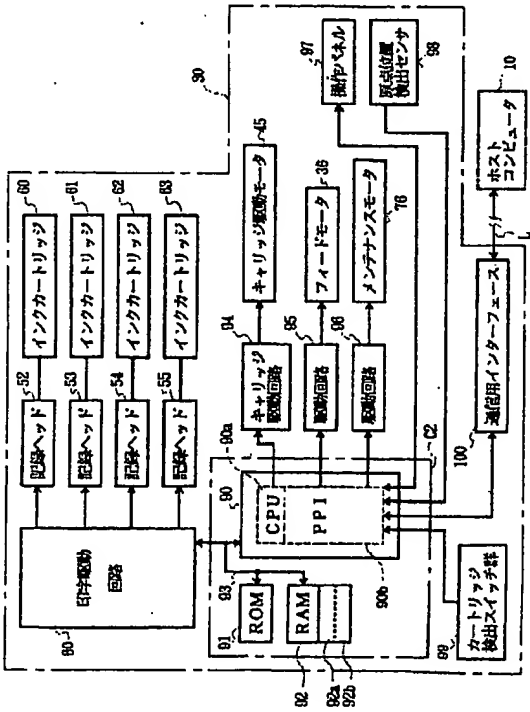 30
印字駆動
回路
60
52
記録ヘッド
53
記録ヘッド
54
記録ヘッド
55
記録ヘッド
60
インクカートリッジ
61
インクカートリッジ
62
インクカートリッジ
63
インクカートリッジ
93
91
ROM
RAM
92
92a
92b
90
90a
CPU
PPI
90b
C2
94
キャリッジ
駆動回路
95
駆動回路
96
駆動回路
キャリッジ駆動モータ
45
フィードモータ
36
メンテナンスモータ
76
97
操作パネル
原点位置
検出センサ
98
99
カートリッジ
検出スイッチ群
100
通信用インターフェース
L
10
ホスト
コンピュータ